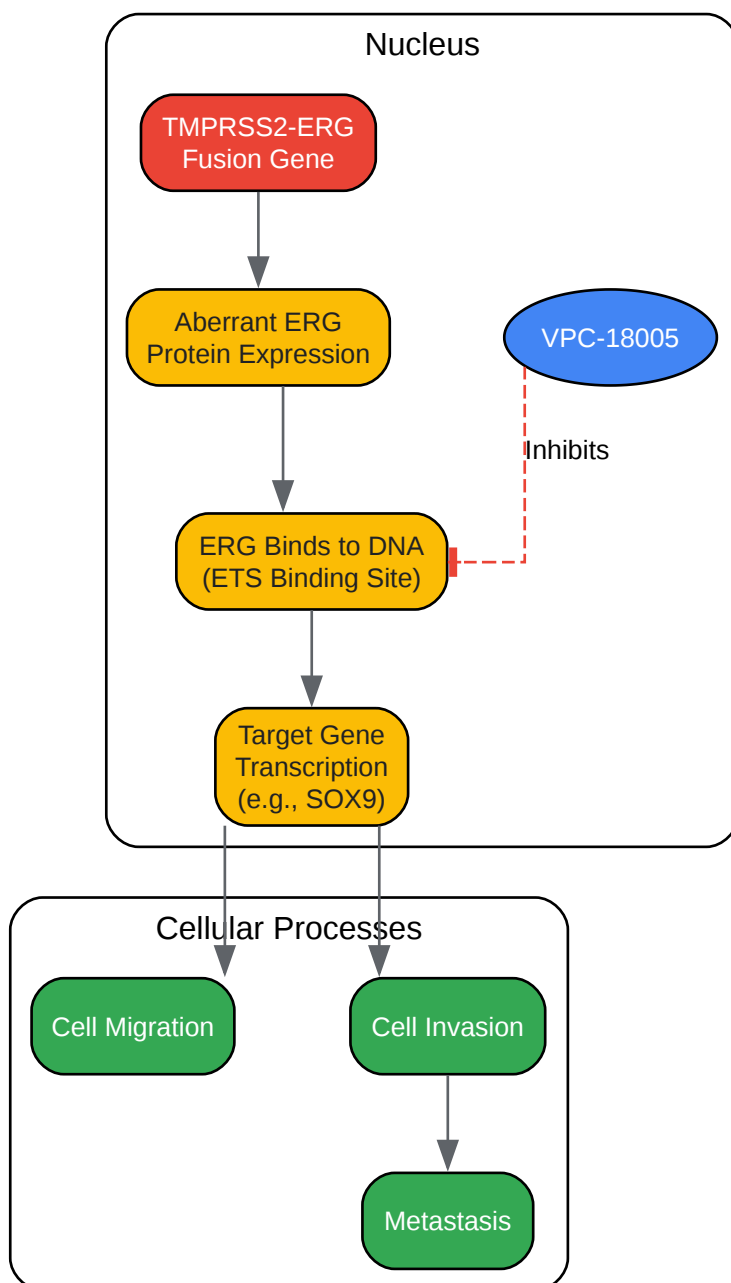 Nucleus
TMPRSS2-ERG
Fusion Gene
Aberrant ERG
Protein Expression
VPC-18005
Inhibits
ERG Binds to DNA
(ETS Binding Site)
Target Gene
Transcription
(e.g., SOX9)
Cellular Processes
Cell Migration
Cell Invasion
Metastasis